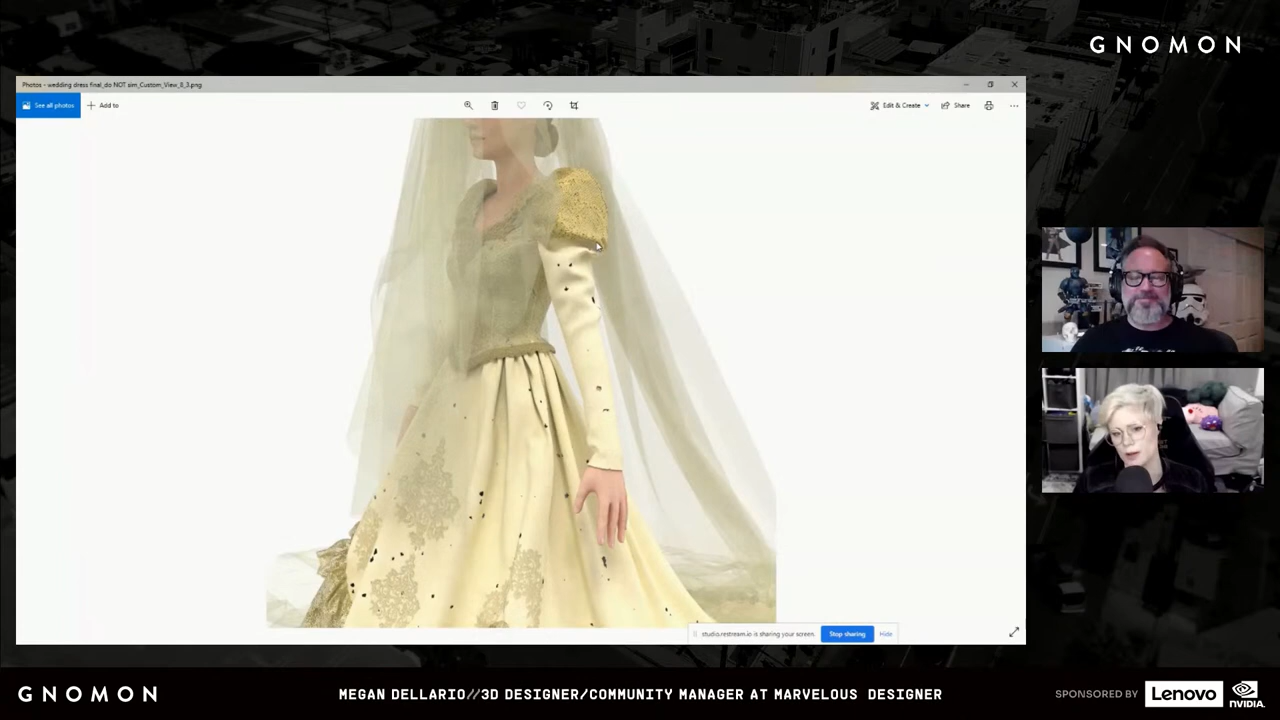 GNOMON
Photos - wedding dress final_do NOT sim_Custom_View_8_3.png
See all photos
Add to
Edit & Create
Share
studio.restream.io is sharing your screen.
Stop sharing
Hide
GNOMON
MEGAN DELLARIO//3D DESIGNER/COMMUNITY MANAGER AT MARVELOUS DESIGNER
SPONSORED BY
Lenovo
NVIDIA.